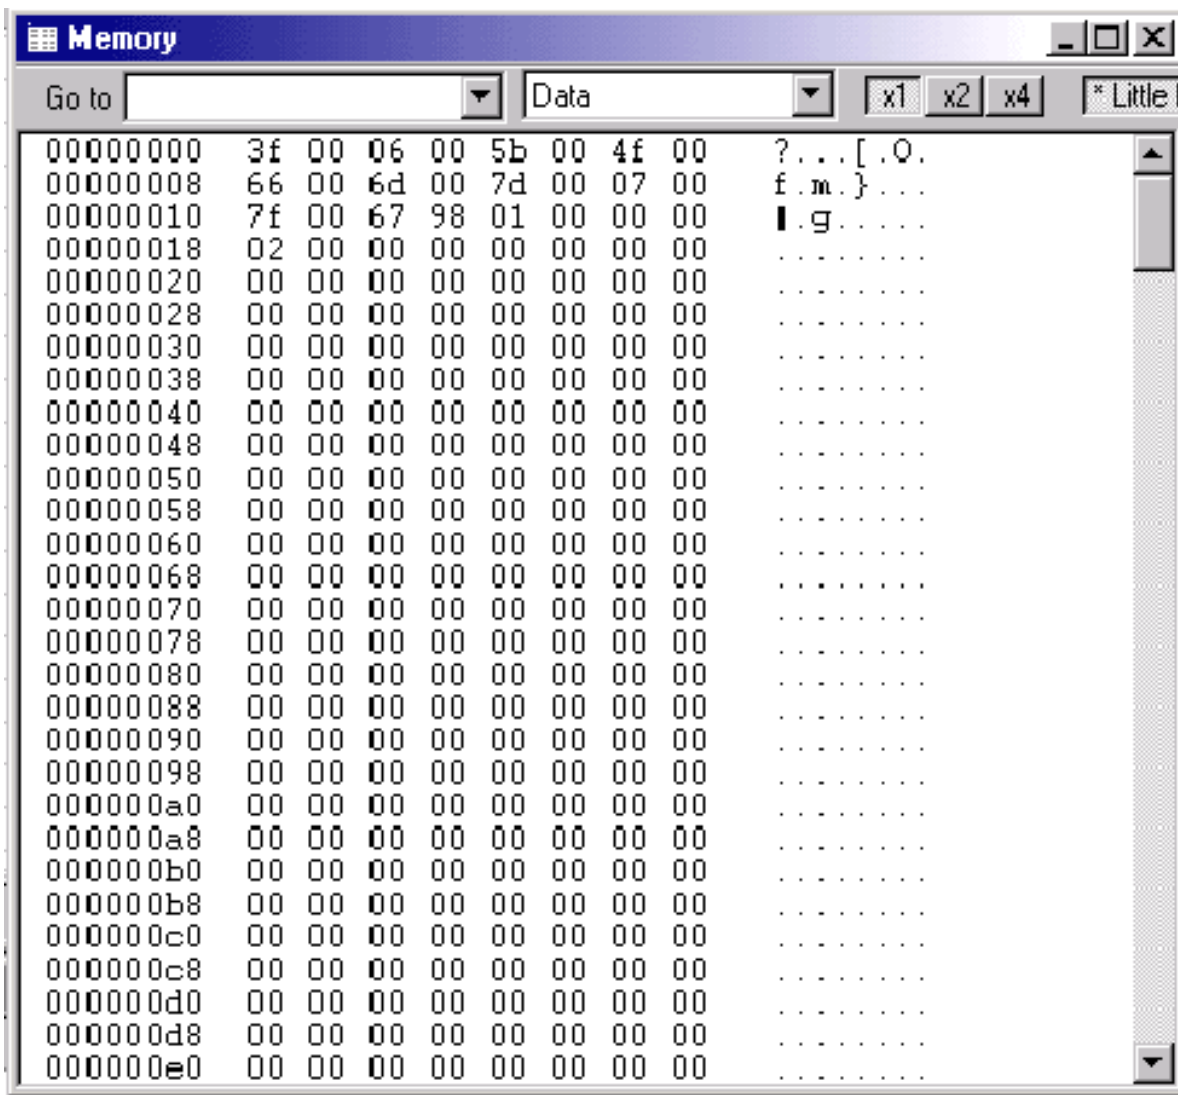 Memory
Go to Data x1 x2 x4 * Little
00000000 3f 00 06 00 5b 00 4f 00 ?...[.O.
00000008 66 00 6d 00 7d 00 07 00 f.m.}...
00000010 7f 00 67 98 01 00 00 00 ▌.g.....
00000018 02 00 00 00 00 00 00 00 ........
00000020 00 00 00 00 00 00 00 00 ........
00000028 00 00 00 00 00 00 00 00 ........
00000030 00 00 00 00 00 00 00 00 ........
00000038 00 00 00 00 00 00 00 00 ........
00000040 00 00 00 00 00 00 00 00 ........
00000048 00 00 00 00 00 00 00 00 ........
00000050 00 00 00 00 00 00 00 00 ........
00000058 00 00 00 00 00 00 00 00 ........
00000060 00 00 00 00 00 00 00 00 ........
00000068 00 00 00 00 00 00 00 00 ........
00000070 00 00 00 00 00 00 00 00 ........
00000078 00 00 00 00 00 00 00 00 ........
00000080 00 00 00 00 00 00 00 00 ........
00000088 00 00 00 00 00 00 00 00 ........
00000090 00 00 00 00 00 00 00 00 ........
00000098 00 00 00 00 00 00 00 00 ........
000000a0 00 00 00 00 00 00 00 00 ........
000000a8 00 00 00 00 00 00 00 00 ........
000000b0 00 00 00 00 00 00 00 00 ........
000000b8 00 00 00 00 00 00 00 00 ........
000000c0 00 00 00 00 00 00 00 00 ........
000000c8 00 00 00 00 00 00 00 00 ........
000000d0 00 00 00 00 00 00 00 00 ........
000000d8 00 00 00 00 00 00 00 00 ........
000000e0 00 00 00 00 00 00 00 00 ........